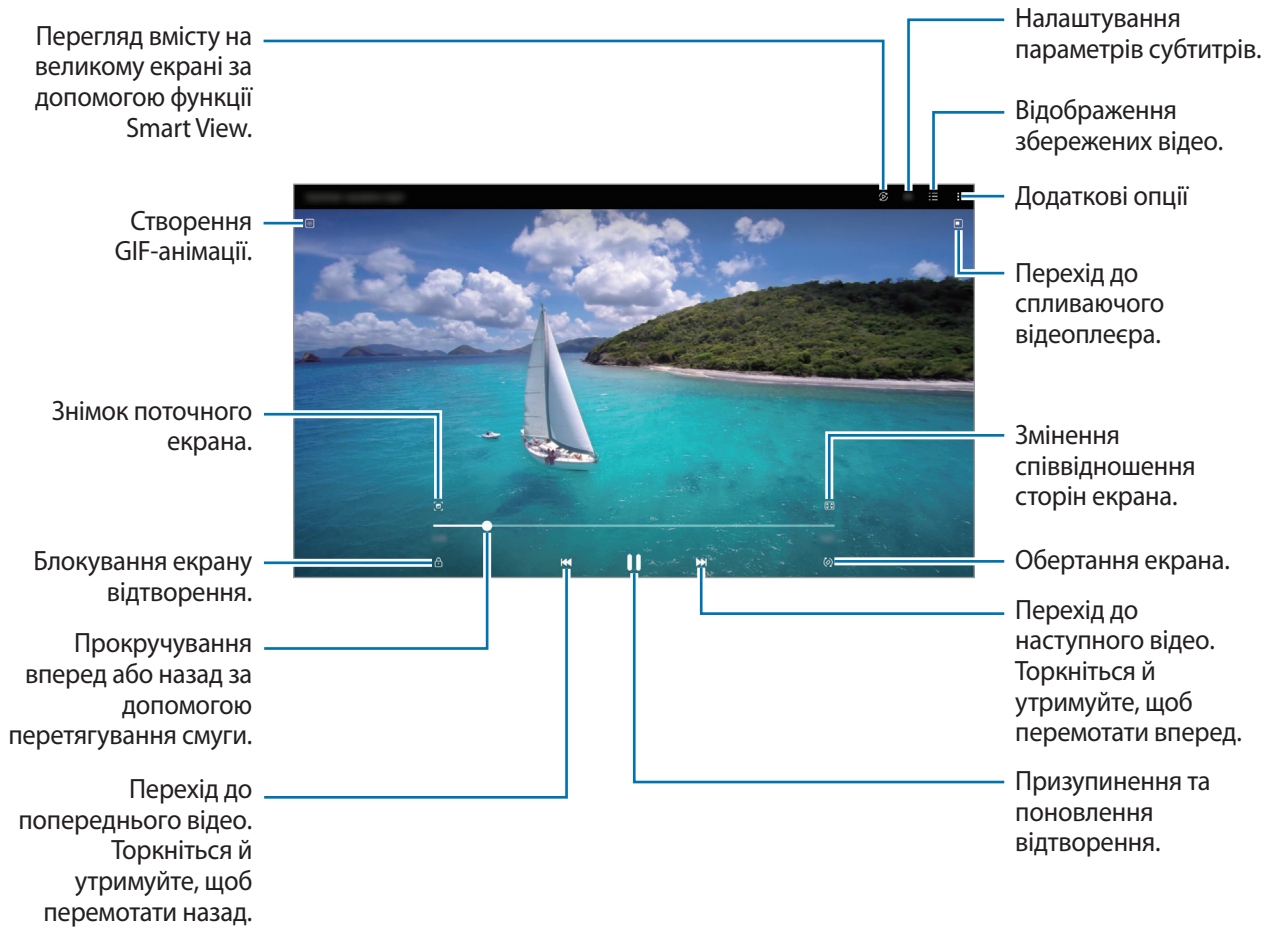 Перегляд вмісту на
великому екрані за
допомогою функції
Smart View.
Створення
GIF-анімації.
Знімок поточного
екрана.
Блокування екрану
відтворення.
Прокручування
вперед або назад за
допомогою
перетягування смуги.
Перехід до
попереднього відео.
Торкніться й
утримуйте, щоб
перемотати назад.
Налаштування
параметрів субтитрів.
Відображення
збережених відео.
Додаткові опції
Перехід до
спливаючого
відеоплеєра.
Змінення
співвідношення
сторін екрана.
Обертання екрана.
Перехід до
наступного відео.
Торкніться й
утримуйте, щоб
перемотати вперед.
Призупинення та
поновлення
відтворення.